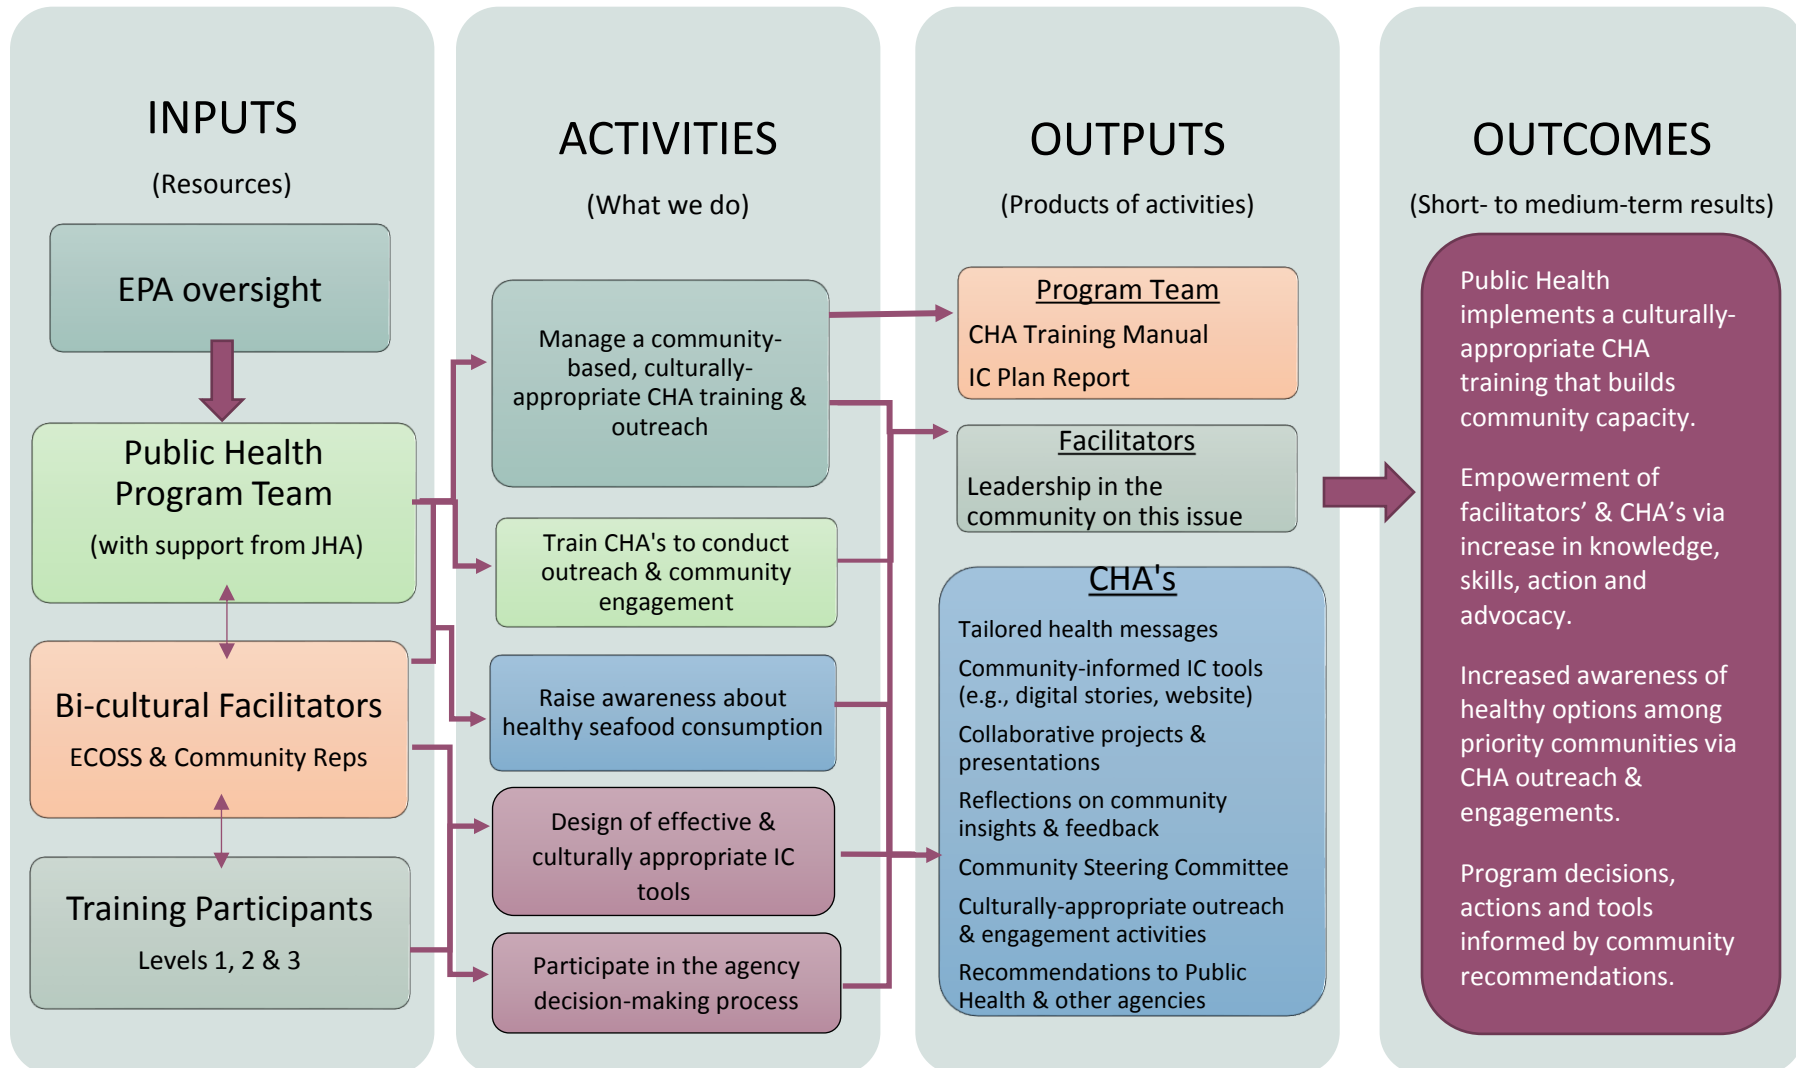 INPUTS
(Resources)
EPA oversight
Public Health
Program Team
(with support from JHA)
Bi-cultural Facilitators
ECOSS & Community Reps
Training Participants
Levels 1, 2 & 3
ACTIVITIES
(What we do)
Manage a community-
based, culturally-
appropriate CHA training &
outreach
Train CHA's to conduct
outreach & community
engagement
Raise awareness about
healthy seafood consumption
Design of effective &
culturally appropriate IC
tools
Participate in the agency
decision-making process
OUTPUTS
(Products of activities)
Program Team
CHA Training Manual
IC Plan Report
Facilitators
Leadership in the
community on this issue
CHA's
Tailored health messages
Community-informed IC tools
(e.g., digital stories, website)
Collaborative projects &
presentations
Reflections on community
insights & feedback
Community Steering Committee
Culturally-appropriate outreach
& engagement activities
Recommendations to Public
Health & other agencies
OUTCOMES
(Short- to medium-term results)
Public Health
implements a culturally-
appropriate CHA
training that builds
community capacity.
Empowerment of
facilitators’ & CHA’s via
increase in knowledge,
skills, action and
advocacy.
Increased awareness of
healthy options among
priority communities via
CHA outreach &
engagements.
Program decisions,
actions and tools
informed by community
recommendations.